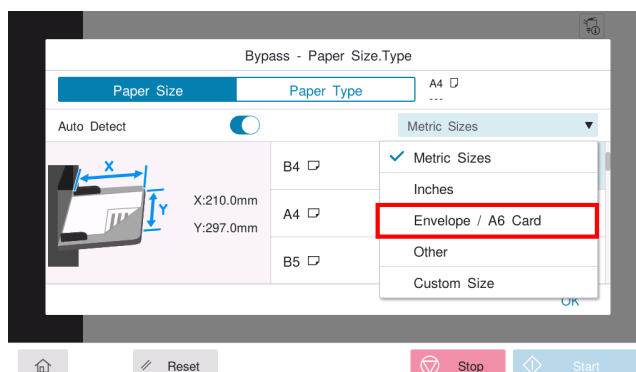 Bypass - Paper Size.Type
Paper Size
Paper Type
A4
---
Auto Detect
Metric Sizes
X
Y
X:210.0mm
Y:297.0mm
B4
A4
B5
Metric Sizes
Inches
Envelope / A6 Card
Other
Custom Size
OK
Reset
Stop
Start